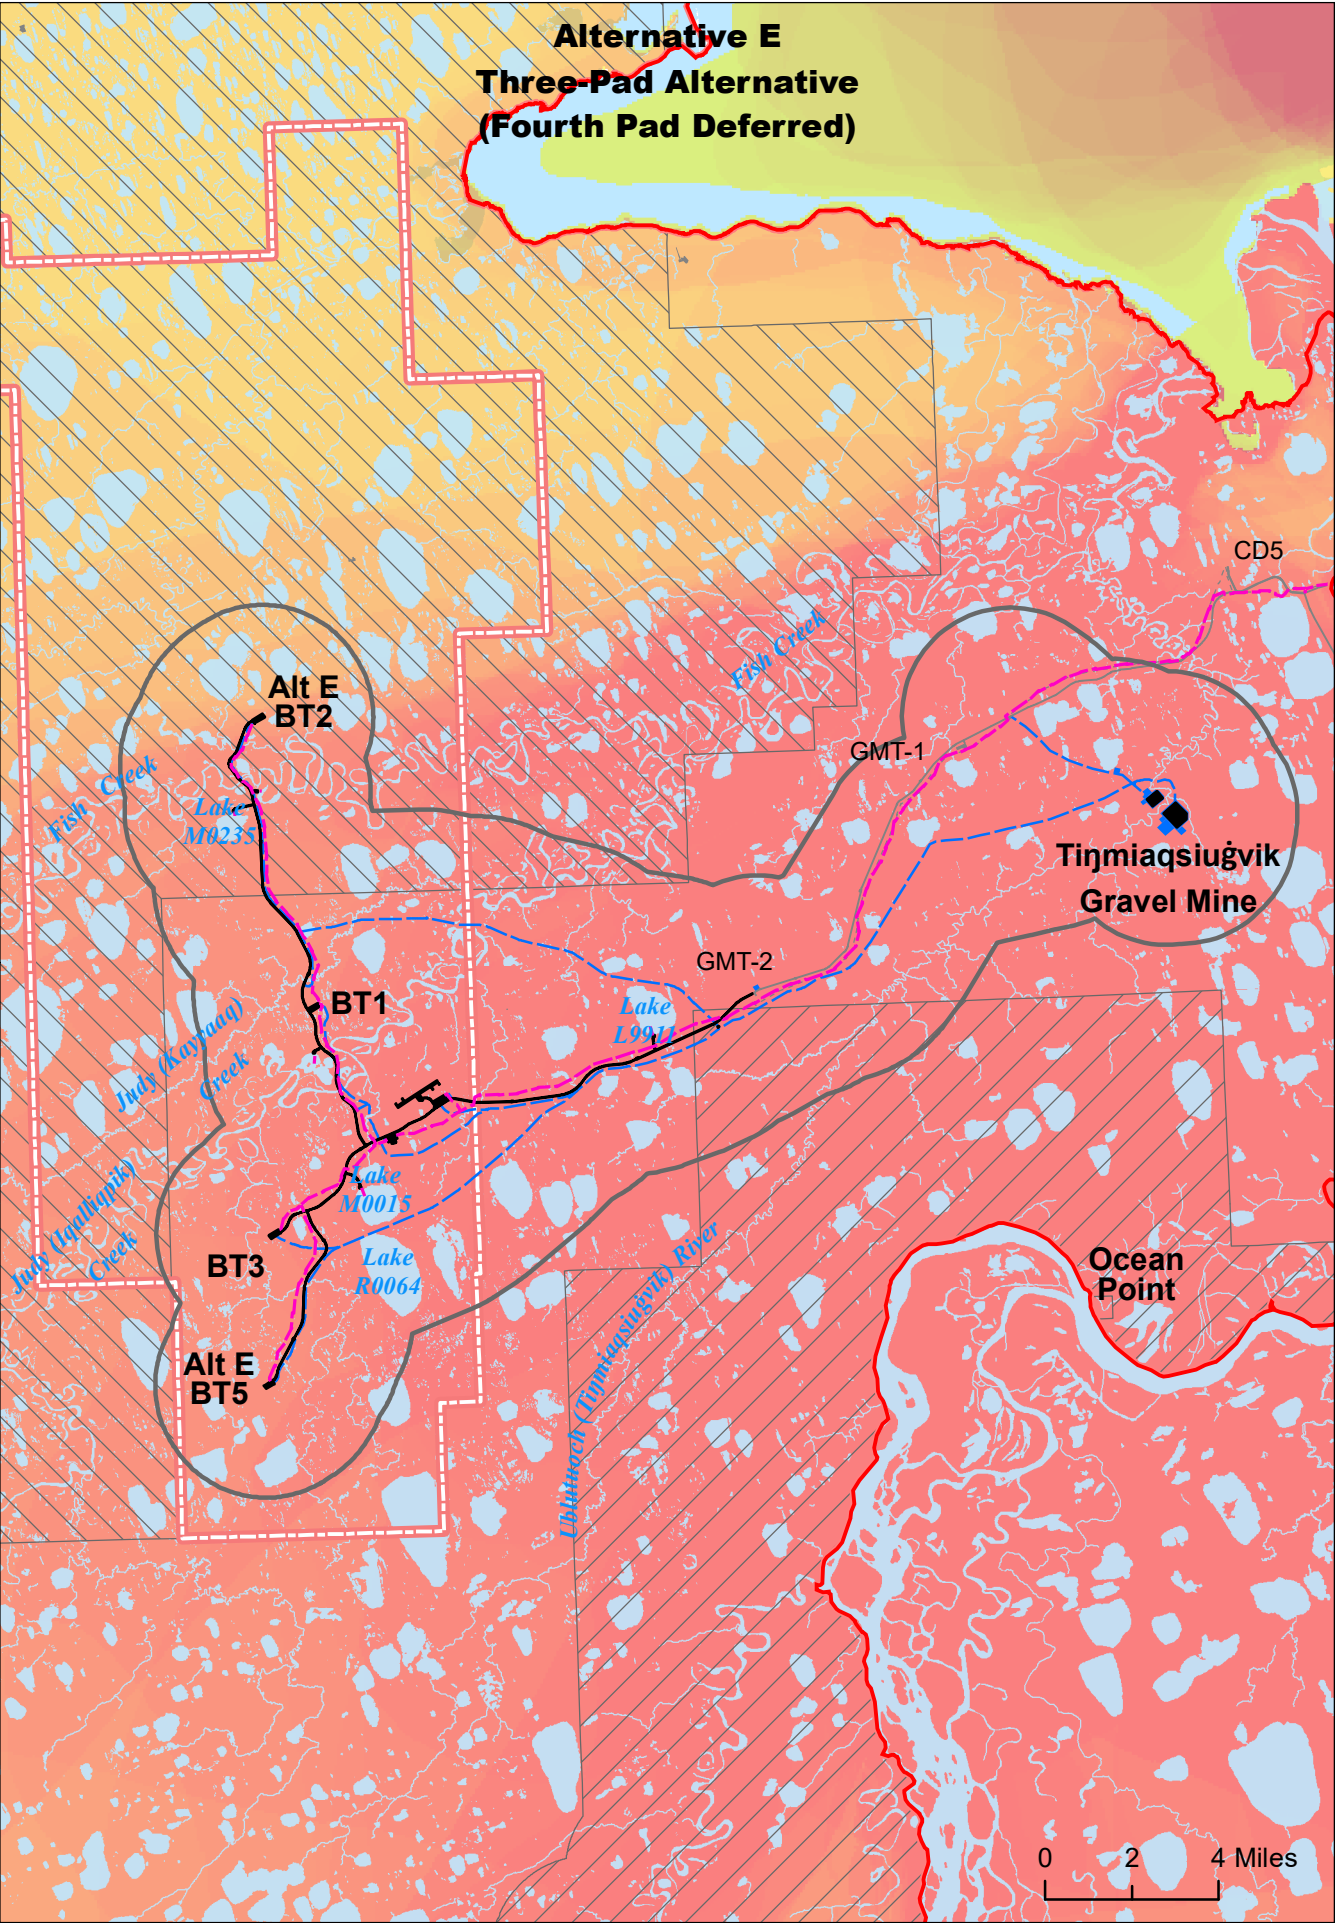 Alternative E
Three-Pad Alternative
(Fourth Pad Deferred)
CD5
Fish Creek
Alt E
BT2
GMT-1
Fish Creek
Lake
M0235
Tiŋmiaqsiuġvik
Gravel Mine
GMT-2
BT1
Lake
L9911
Judy (Kayyaaq)
Creek
Lake
M0015
Judy (Iqalliqpik)
Creek
BT3
Lake
R0064
Ublutuoch (Tiŋmiaqsiuġvik) River
Ocean
Point
Alt E
BT5
0 2 4 Miles